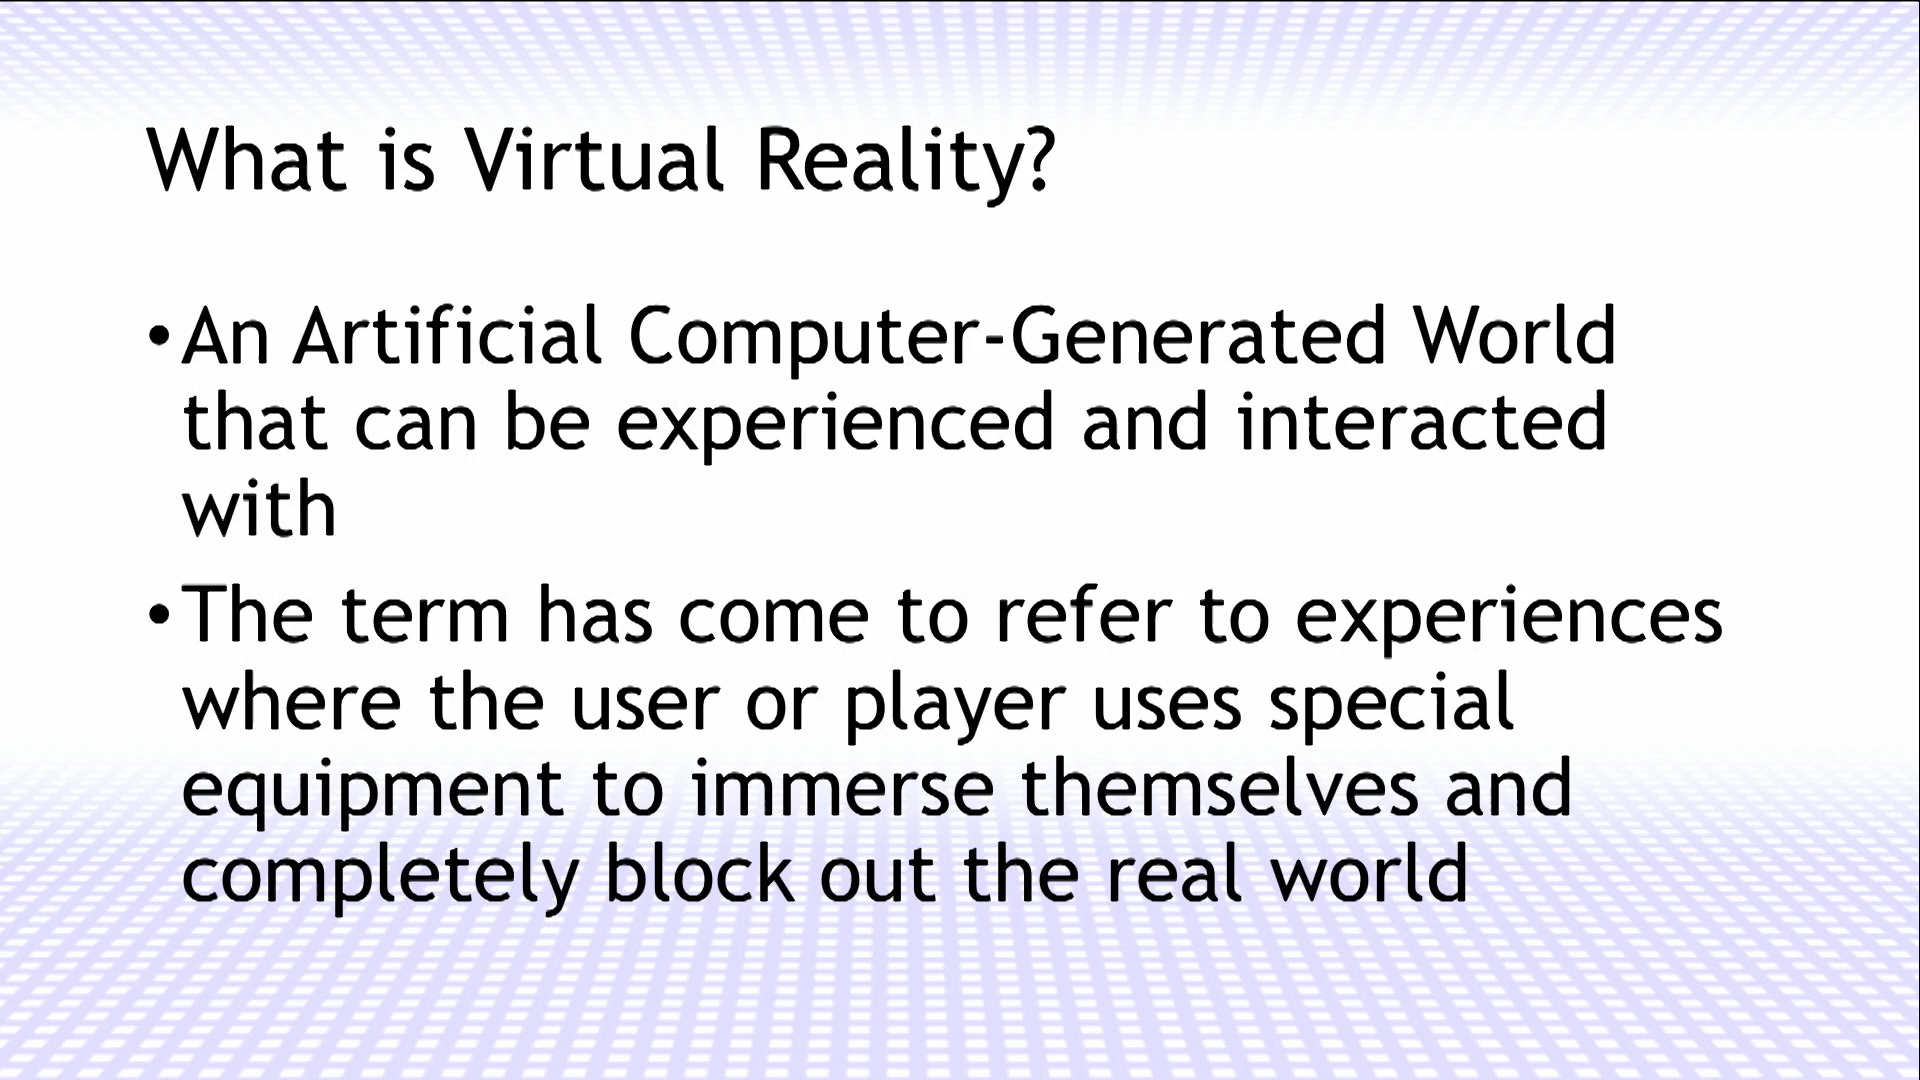 What is Virtual Reality?
•An Artificial Computer-Generated World
that can be experienced and interacted
with
•The term has come to refer to experiences
where the user or player uses special
equipment to immerse themselves and
completely block out the real world